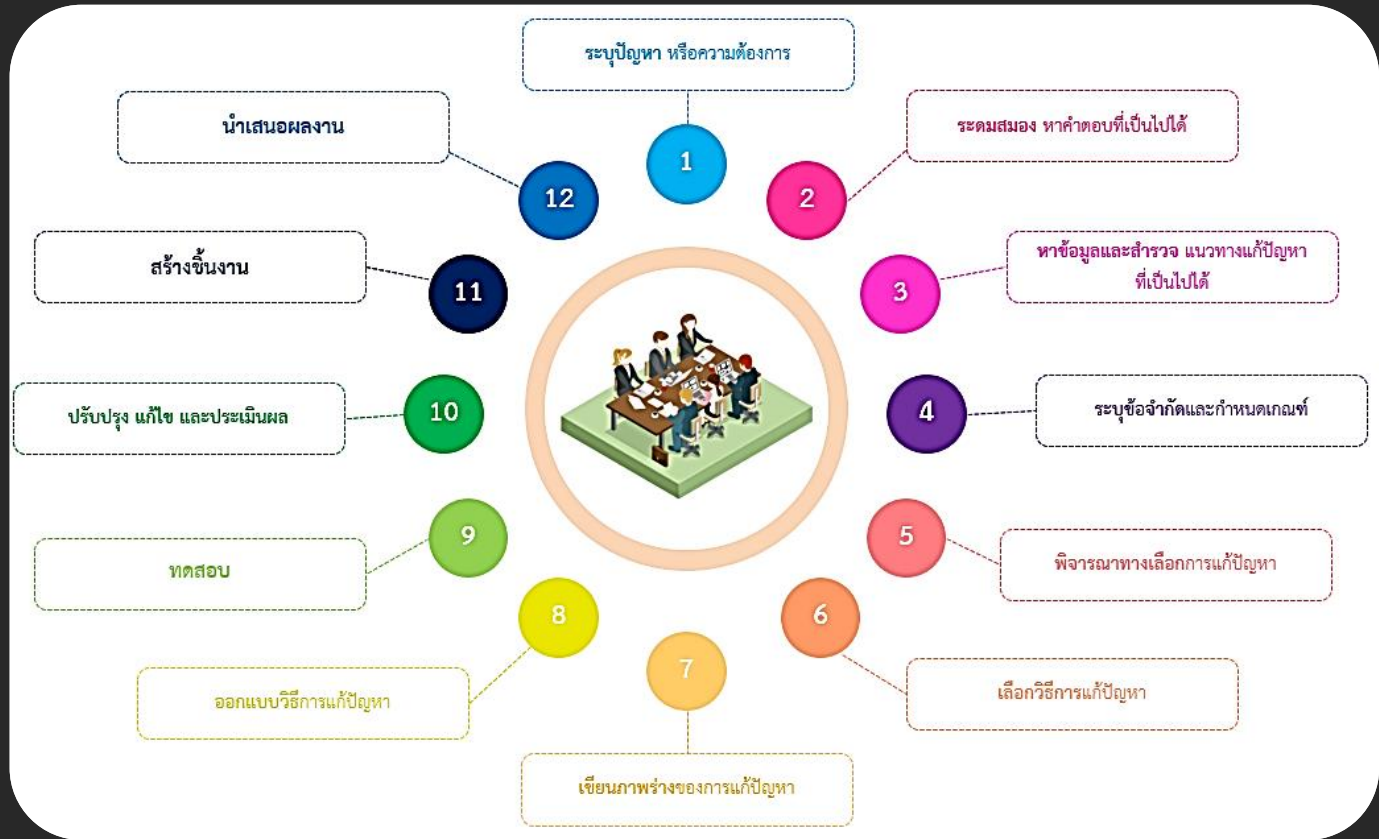 1
ระบุปัญหา หรือความต้องการ
2
ระดมสมอง หาคำตอบที่เป็นไปได้
3
หาข้อมูลและสำรวจ แนวทางแก้ปัญหา
ที่เป็นไปได้
4
ระบุข้อจำกัดและกำหนดเกณฑ์
5
พิจารณาทางเลือกการแก้ปัญหา
6
เลือกวิธีการแก้ปัญหา
7
เขียนภาพร่างของการแก้ปัญหา
8
ออกแบบวิธีการแก้ปัญหา
9
ทดสอบ
10
ปรับปรุง แก้ไข และประเมินผล
11
สร้างชิ้นงาน
12
นำเสนอผลงาน